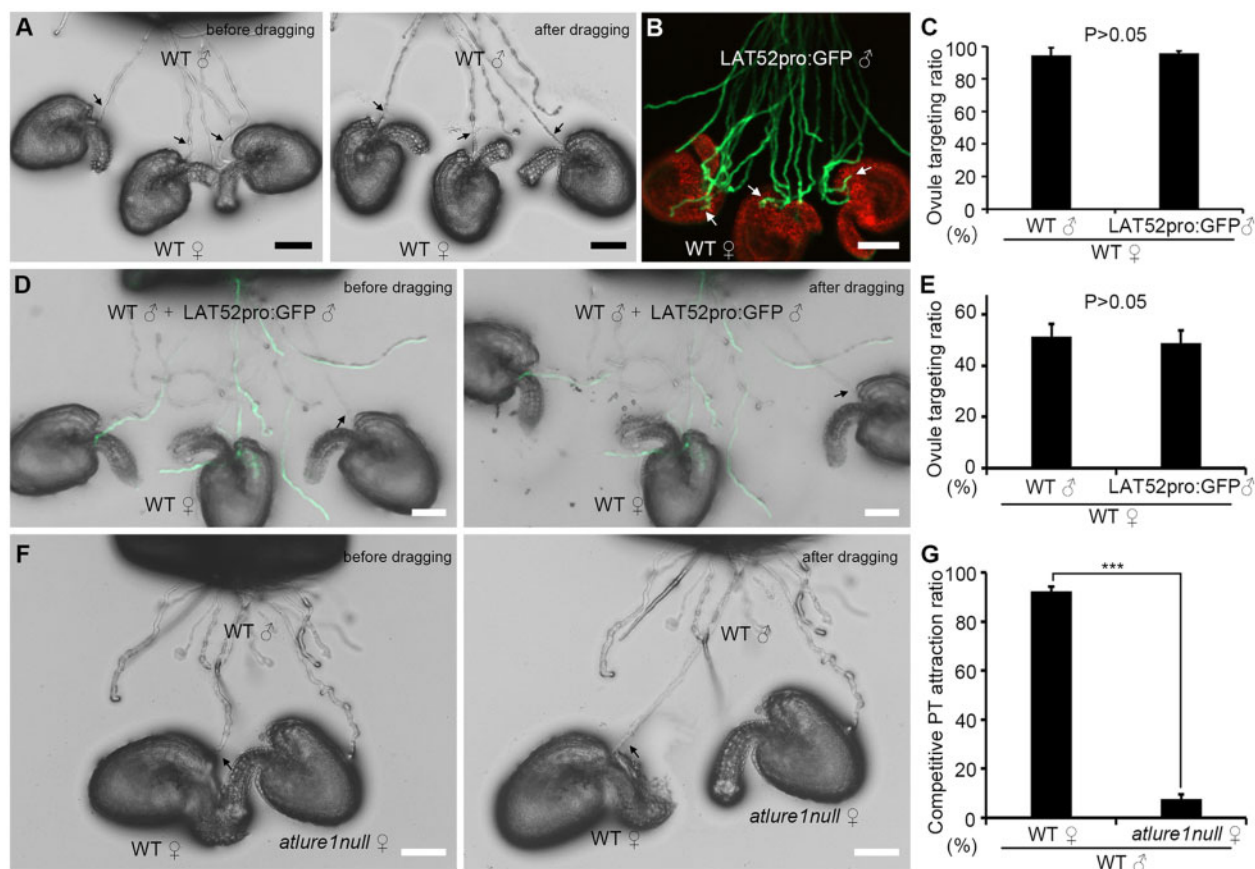 A
before dragging
WT ♂
WT ♀
after dragging
WT ♂
B
LAT52pro:GFP ♂
WT ♀
C
P>0.05
Ovule targeting ratio
100
80
60
40
20
0
(%)
WT ♂
LAT52pro:GFP♂
WT ♀
D
before dragging
WT ♂ + LAT52pro:GFP ♂
WT ♀
after dragging
WT ♂ + LAT52pro:GFP ♂
E
P>0.05
Ovule targeting ratio
60
40
20
0
(%)
WT ♂
LAT52pro:GFP♂
WT ♀
F
before dragging
WT ♂
WT ♀
atlure1null ♀
after dragging
WT ♂
WT ♀
atlure1null ♀
G
***
Competitive PT attraction ratio
100
80
60
40
20
0
(%)
WT ♀
atlure1null ♀
WT ♂